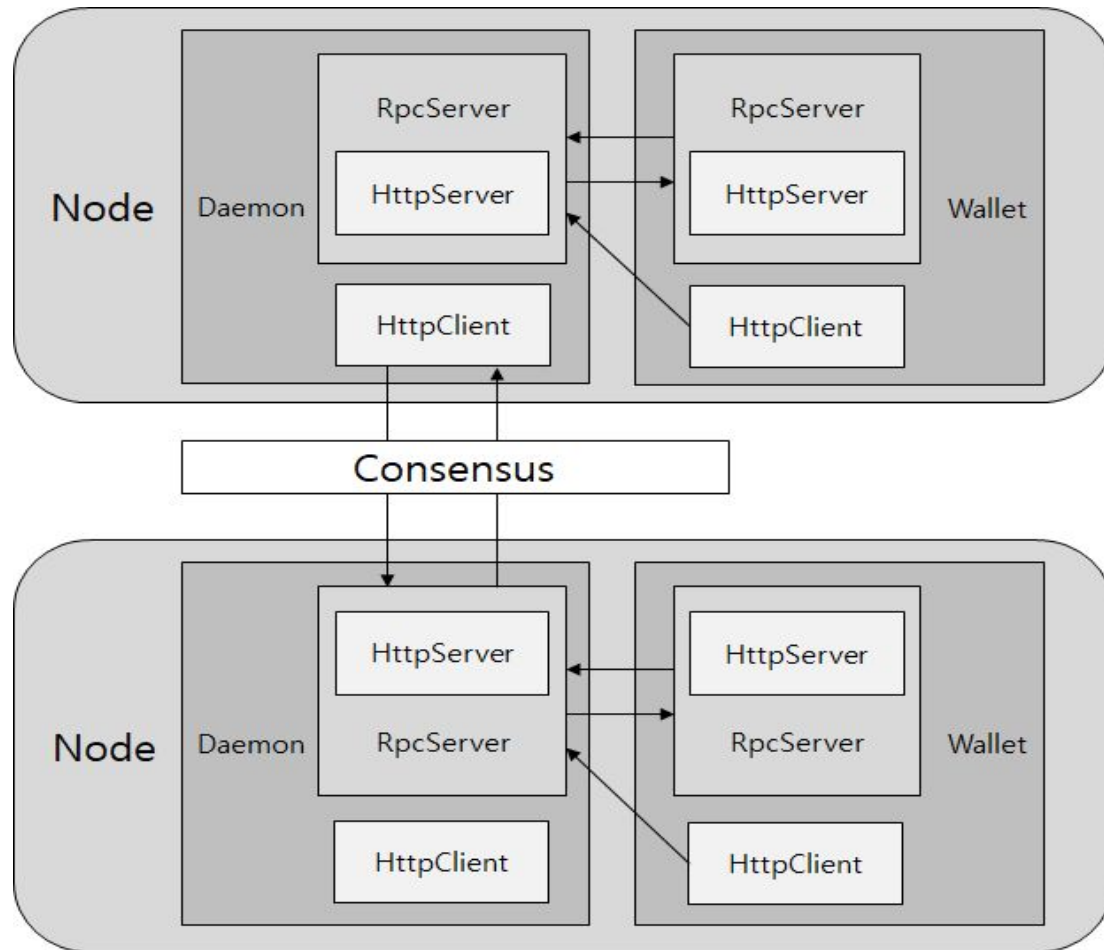 RpcServer
RpcServer
HttpServer
HttpServer
Node
Daemon
Wallet
HttpClient
HttpClient
Consensus
HttpServer
HttpServer
Node
Daemon
RpcServer
RpcServer
Wallet
HttpClient
HttpClient